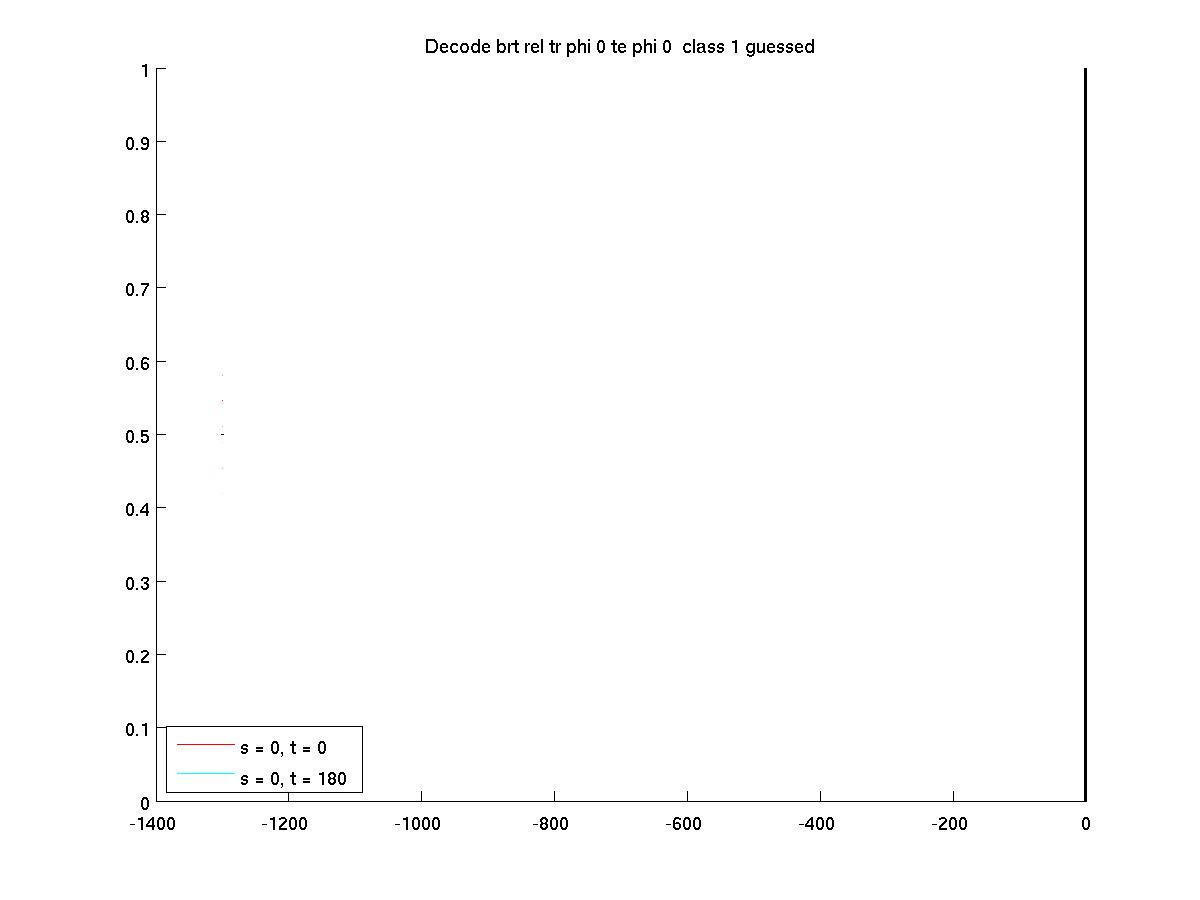 Decode brt rel tr phi 0 te phi 0  class 1 guessed
1
0.9
0.8
0.7
0.6
0.5
0.4
0.3
0.2
0.1
0
s = 0, t = 0
s = 0, t = 180
-1400 -1200 -1000 -800 -600 -400 -200 0